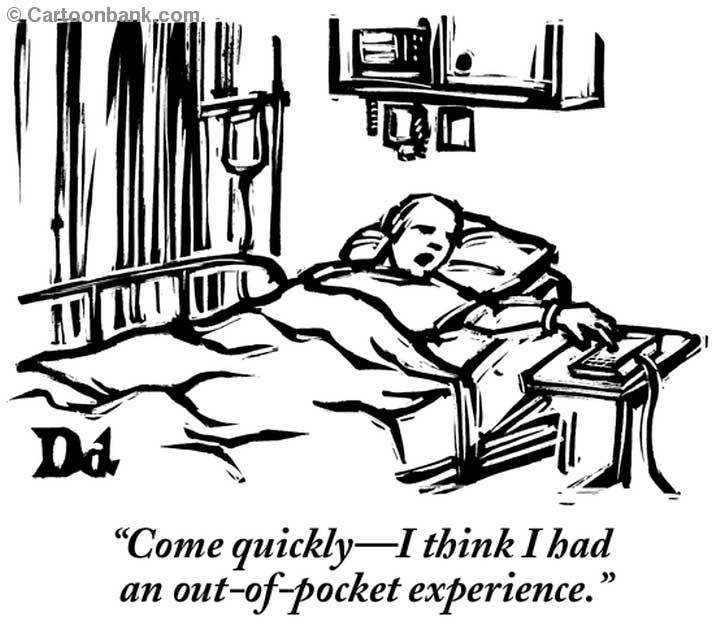 © Cartoonbank.com
Dd.
“Come quickly—I think I had
an out-of-pocket experience.”